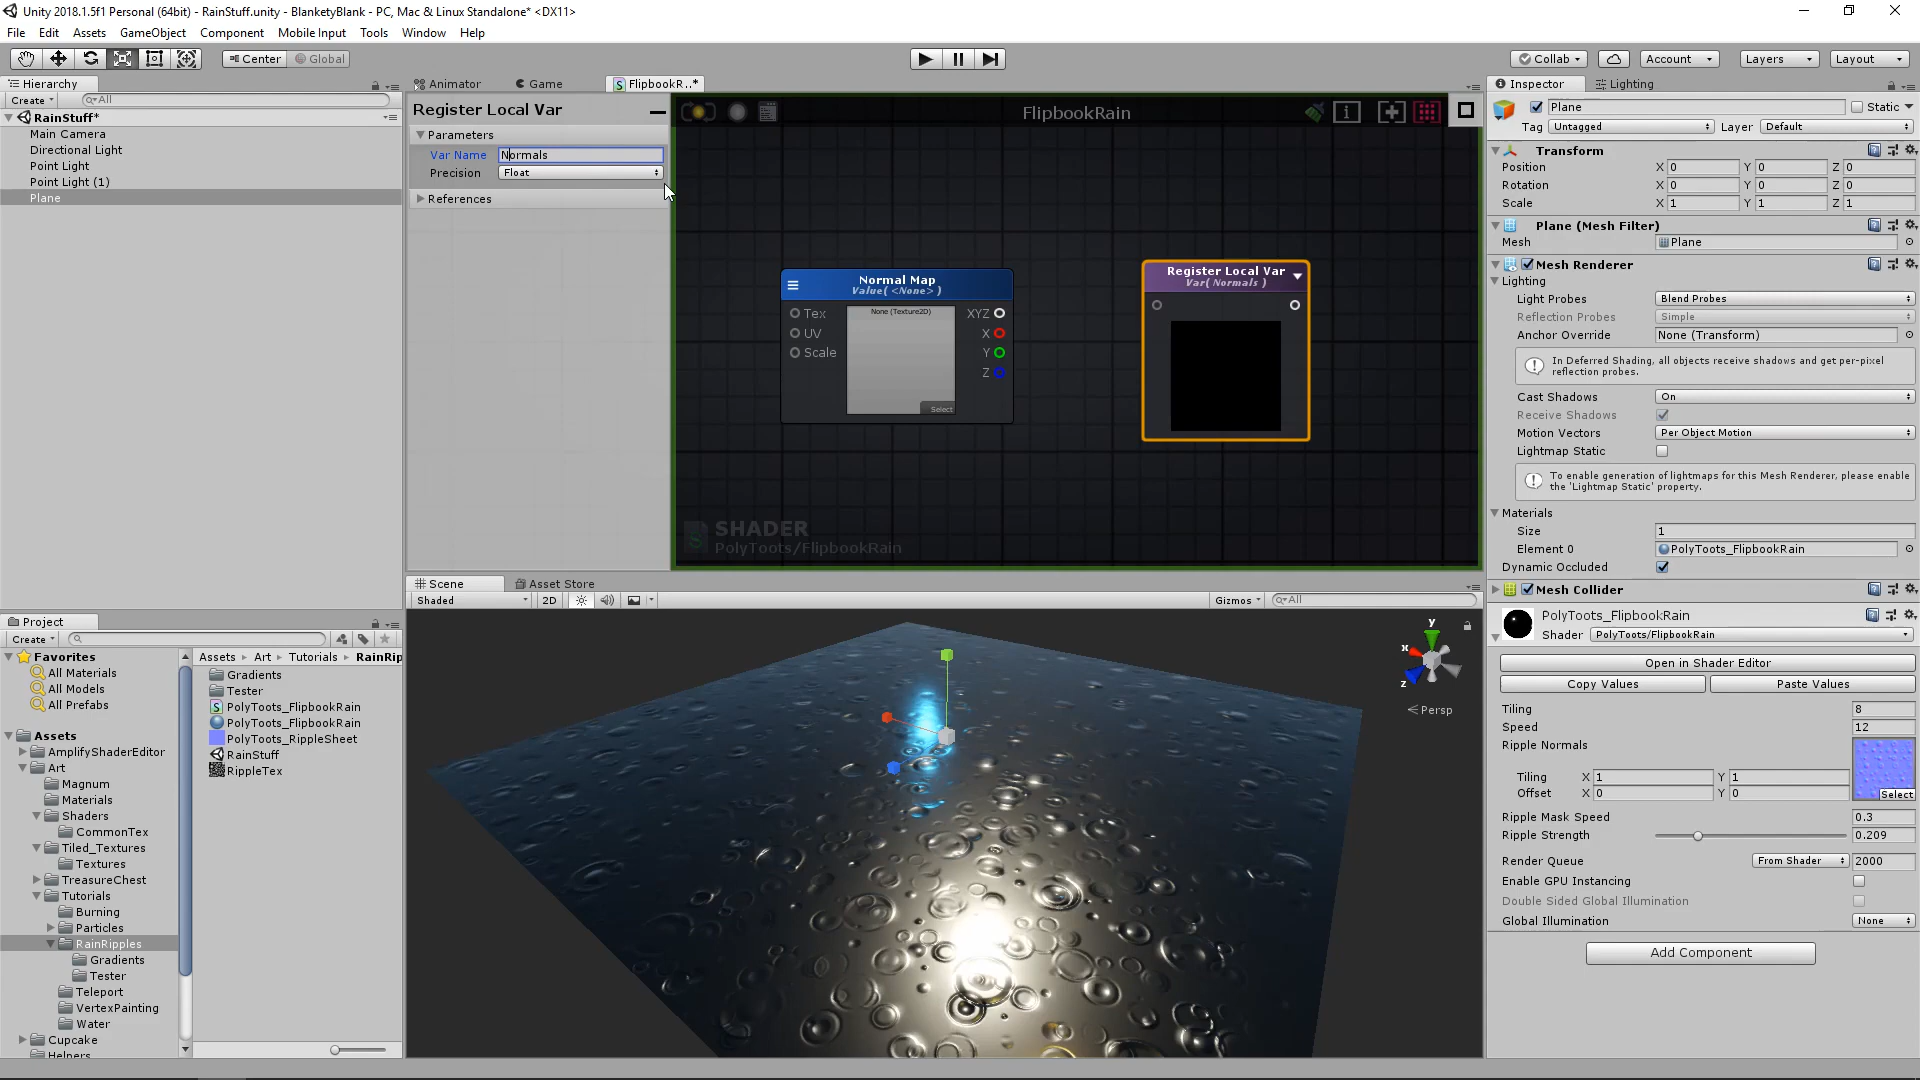 Unity 2018.1.5f1 Personal (64bit) - RainStuff.unity - BlanketyBlank - PC, Mac & Linux Standalone* <DX11>
File Edit Assets GameObject Component Mobile Input Tools Window Help
Center Global Collab Account Layers Layout
Hierarchy
Create All
RainStuff*
Main Camera
Directional Light
Point Light
Point Light (1)
Plane
Animator Game FlipbookR..*
Register Local Var
Parameters
Var Name Normals
Precision Float
References
FlipbookRain
Normal Map
Value( <None> )
Tex
UV
Scale
None (Texture2D)
Select
XYZ
X
Y
Z
Register Local Var
Var( Normals )
SHADER
PolyToots/FlipbookRain
Scene Asset Store
Shaded 2D Gizmos All
y
x
z
Persp
Project
Create
Favorites
All Materials
All Models
All Prefabs
Assets
AmplifyShaderEditor
Art
Magnum
Materials
Shaders
CommonTex
Tiled_Textures
Textures
TreasureChest
Tutorials
Burning
Particles
RainRipples
Gradients
Tester
Teleport
VertexPainting
Water
Cupcake
Helpers
Assets Art Tutorials RainRip
Gradients
Tester
PolyToots_FlipbookRain
PolyToots_FlipbookRain
PolyToots_RippleSheet
RainStuff
RippleTex
Inspector Lighting
Plane Static
Tag Untagged Layer Default
Transform
Position X 0 Y 0 Z 0
Rotation X 0 Y 0 Z 0
Scale X 1 Y 1 Z 1
Plane (Mesh Filter)
Mesh Plane
Mesh Renderer
Lighting
Light Probes Blend Probes
Reflection Probes Simple
Anchor Override None (Transform)
In Deferred Shading, all objects receive shadows and get per-pixel
reflection probes.
Cast Shadows On
Receive Shadows
Motion Vectors Per Object Motion
Lightmap Static
To enable generation of lightmaps for this Mesh Renderer, please enable
the 'Lightmap Static' property.
Materials
Size 1
Element 0 PolyToots_FlipbookRain
Dynamic Occluded
Mesh Collider
PolyToots_FlipbookRain
Shader PolyToots/FlipbookRain
Open in Shader Editor
Copy Values Paste Values
Tiling 8
Speed 12
Ripple Normals
Tiling X 1 Y 1
Offset X 0 Y 0
Select
Ripple Mask Speed 0.3
Ripple Strength 0.209
Render Queue From Shader 2000
Enable GPU Instancing
Double Sided Global Illumination
Global Illumination None
Add Component